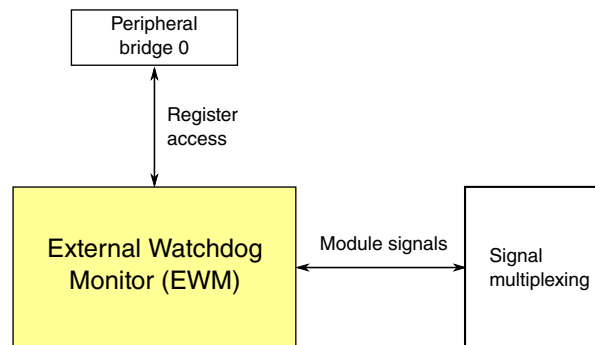 Peripheral
bridge 0
Register
access
External Watchdog
Monitor (EWM)
Module signals
Signal
multiplexing